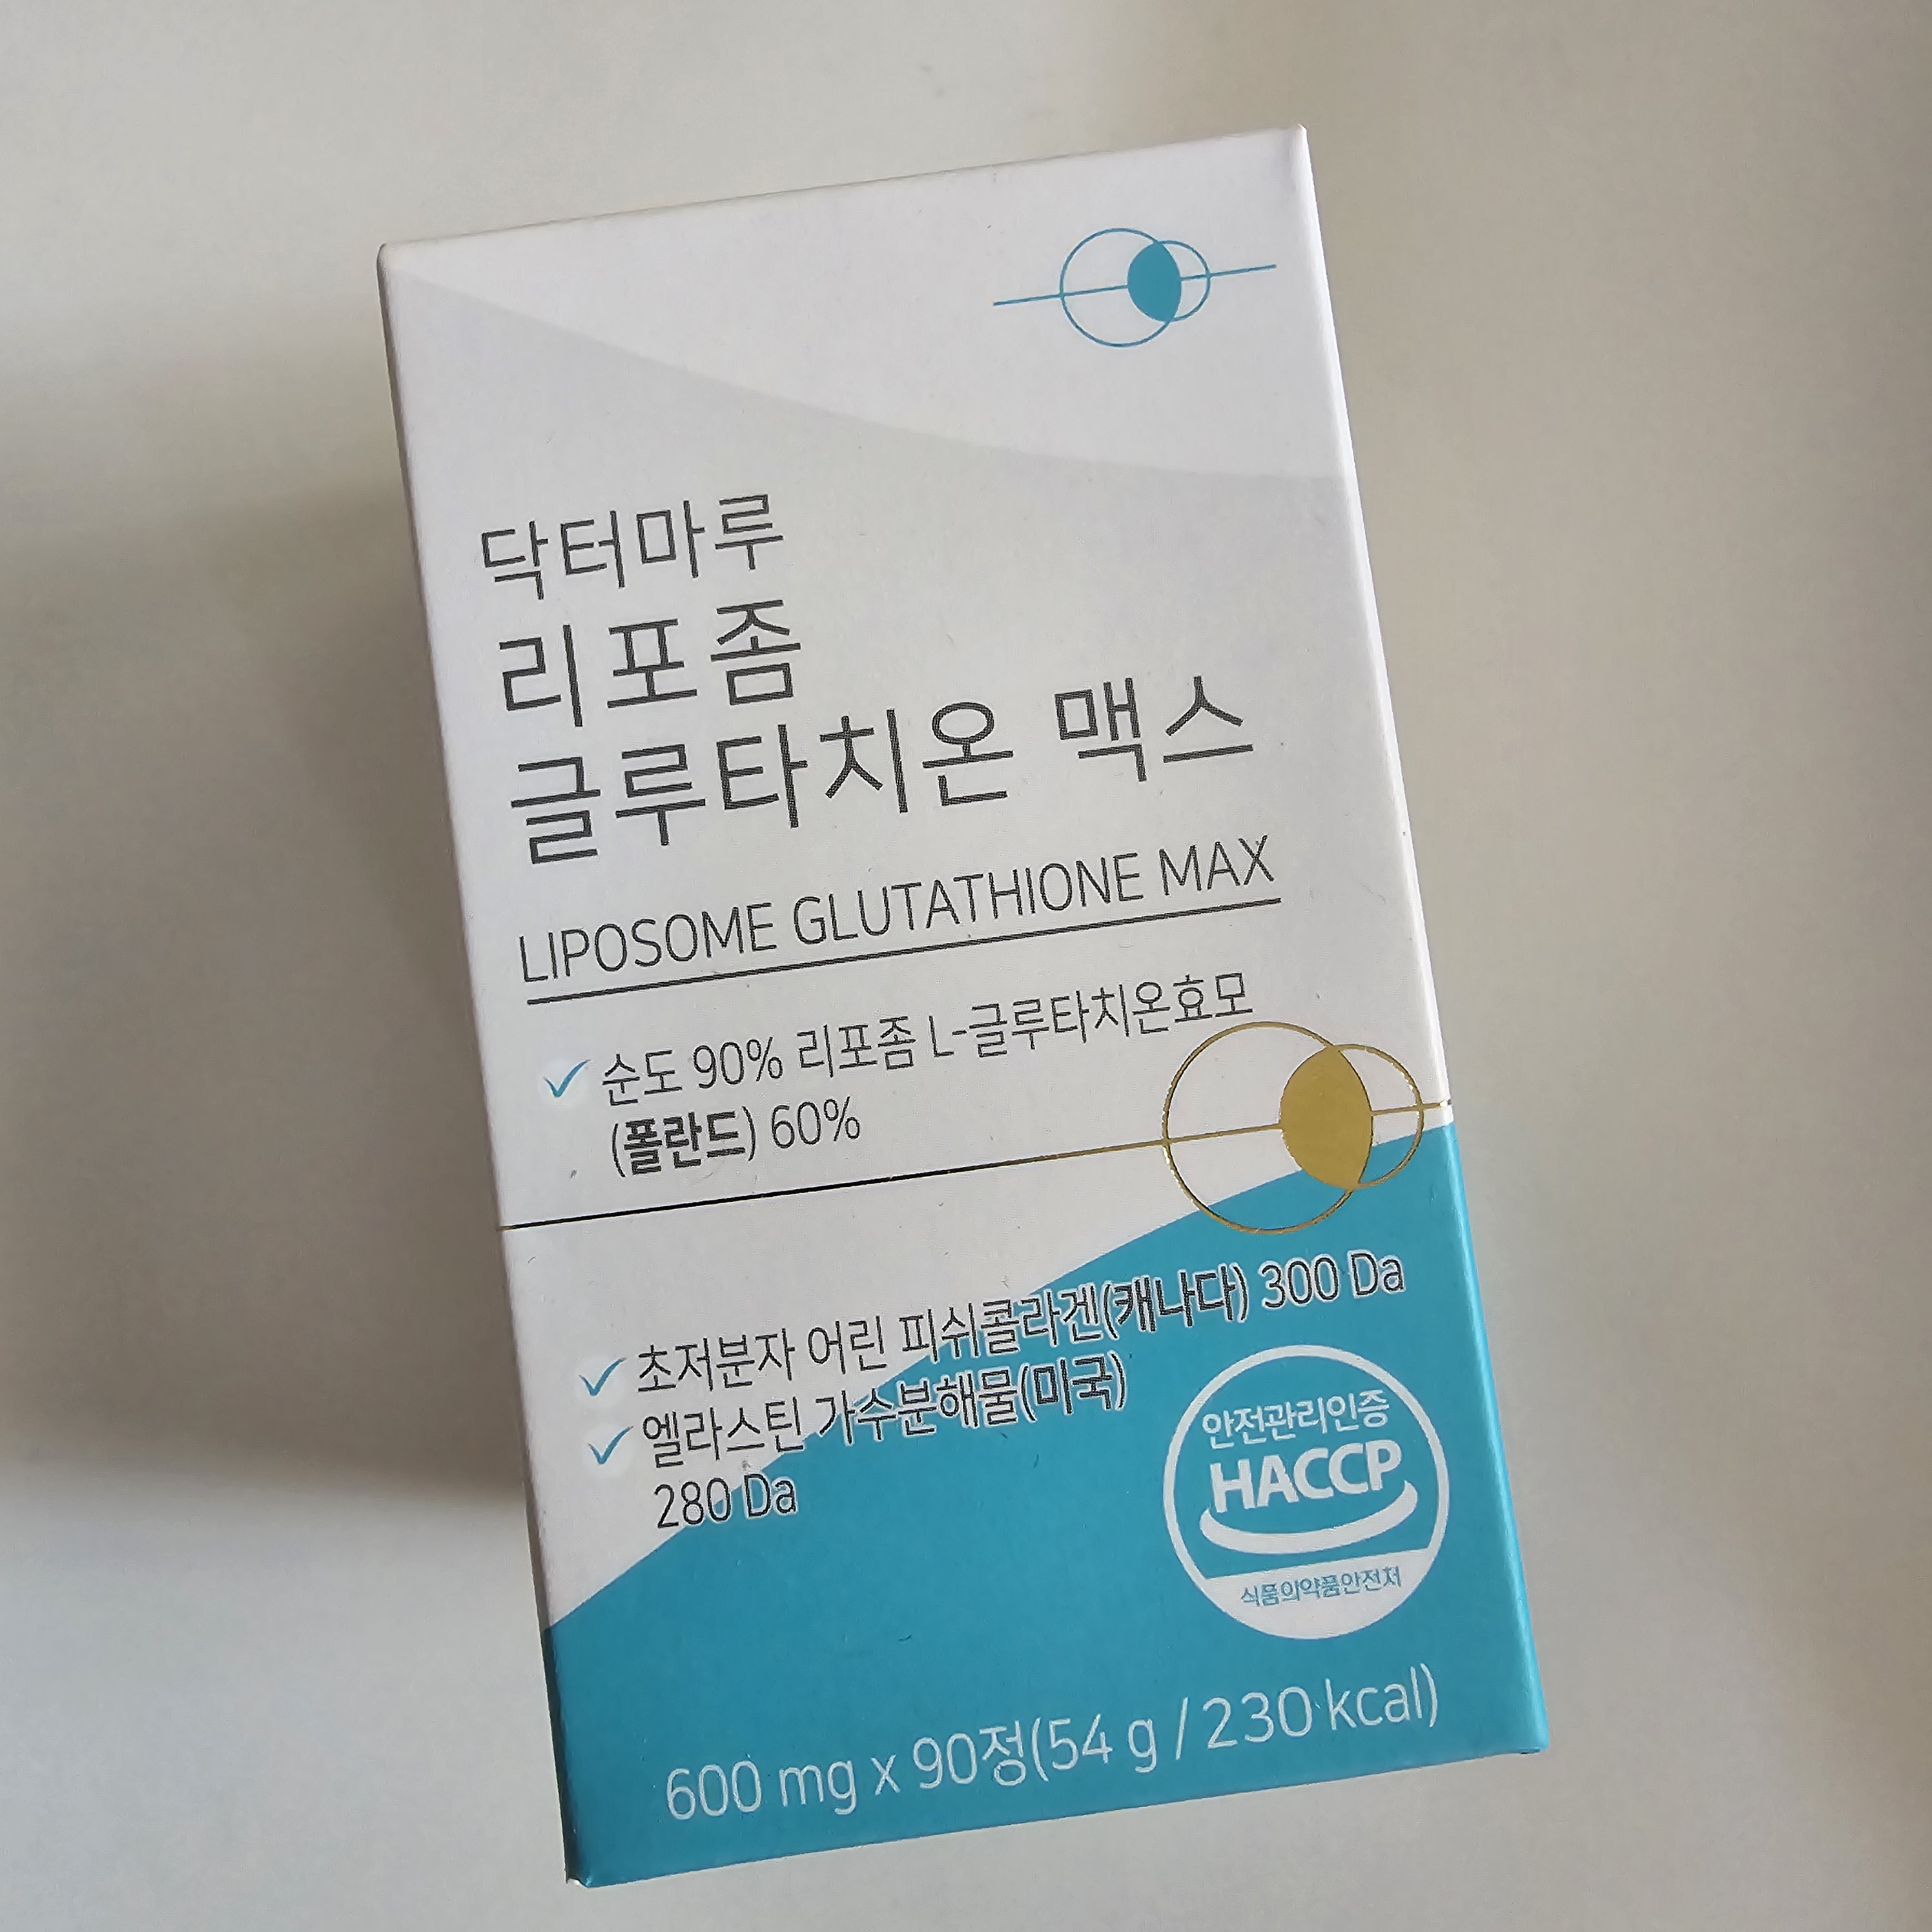 닥터마루
리포좀
글루타치온 맥스
LIPOSOME GLUTATHIONE MAX
순도 90% 리포좀 L-글루타치온효모
(폴란드) 60%
초저분자 어린 피쉬콜라겐(캐나다) 300 Da
엘라스틴 가수분해물(미국)
280 Da
안전관리인증
HACCP
식품의약품안전처
600 mg x 90정(54 g / 230 kcal)